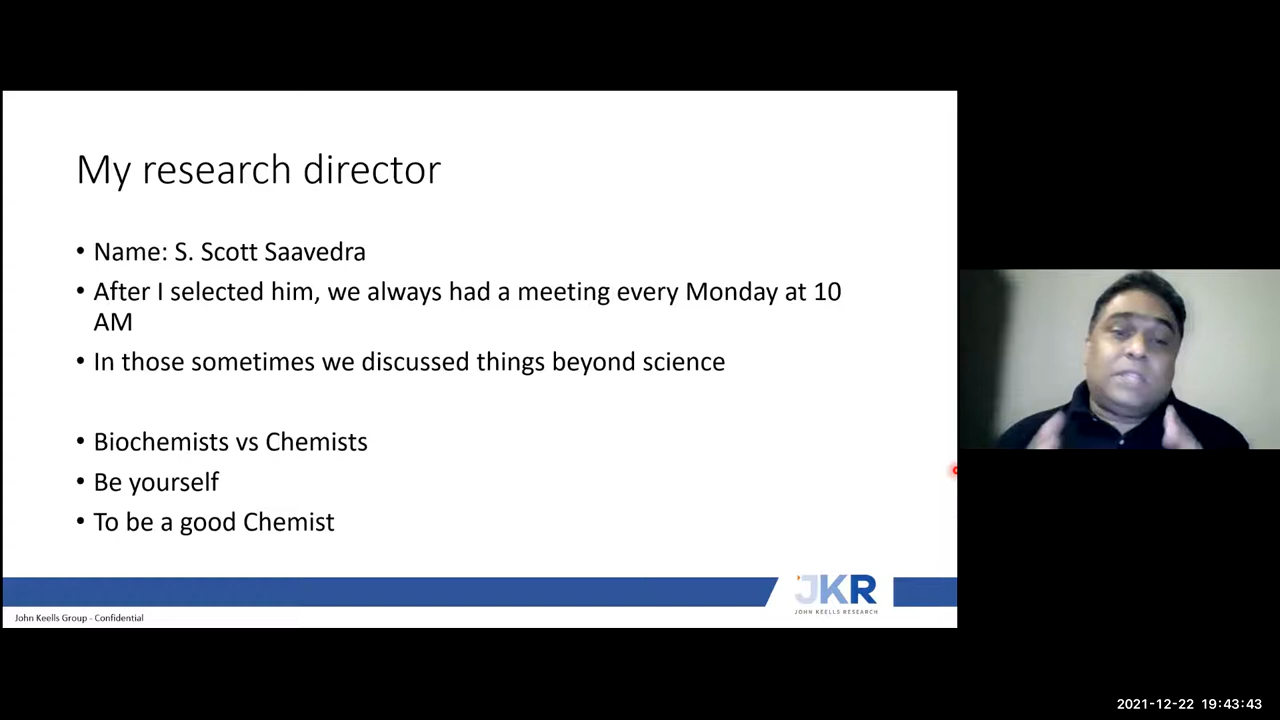 My research director
• Name: S. Scott Saavedra
• After I selected him, we always had a meeting every Monday at 10
AM
• In those sometimes we discussed things beyond science
• Biochemists vs Chemists
• Be yourself
• To be a good Chemist
JKR
JOHN KEELLS RESEARCH
John Keells Group - Confidential
2021-12-22 19:43:43